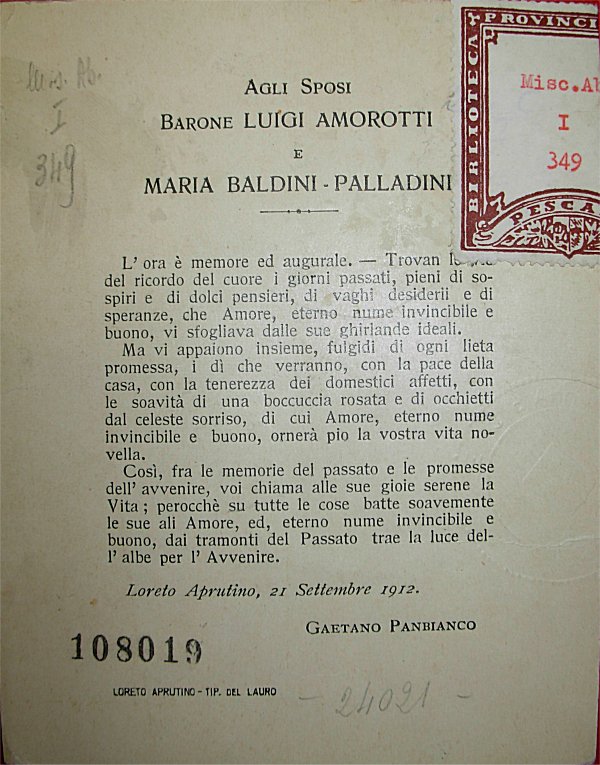 Mis. Ab.
I
349
BIBLIOTECA PROVINCI
PESCA
Misc.Ab
I
349
AGLI SPOSI
BARONE LUIGI AMOROTTI
E
MARIA BALDINI-PALLADINI
L' ora è memore ed augurale. — Trovan
del ricordo del cuore i giorni passati, pieni di so-
spiri e di dolci pensieri, di vaghi desiderii e di
speranze, che Amore, eterno nume invincibile e
buono, vi sfogliava dalle sue ghirlande ideali.
Ma vi appaiono insieme, fulgidi di ogni lieta
promessa, i dì che verranno, con la pace della
casa, con la tenerezza dei domestici affetti, con
le soavità di una boccuccia rosata e di occhietti
dal celeste sorriso, di cui Amore, eterno nume
invincibile e buono, ornerà pio la vostra vita no-
vella.
Così, fra le memorie del passato e le promesse
dell' avvenire, voi chiama alle sue gioie serene la
Vita ; perocchè su tutte le cose batte soavemente
le sue ali Amore, ed, eterno nume invincibile e
buono, dai tramonti del Passato trae la luce del-
l' albe per l' Avvenire.
Loreto Aprutino, 21 Settembre 1912.
GAETANO PANBIANCO
108019
LORETO APRUTINO - TIP. DEL LAURO
- 24021 -